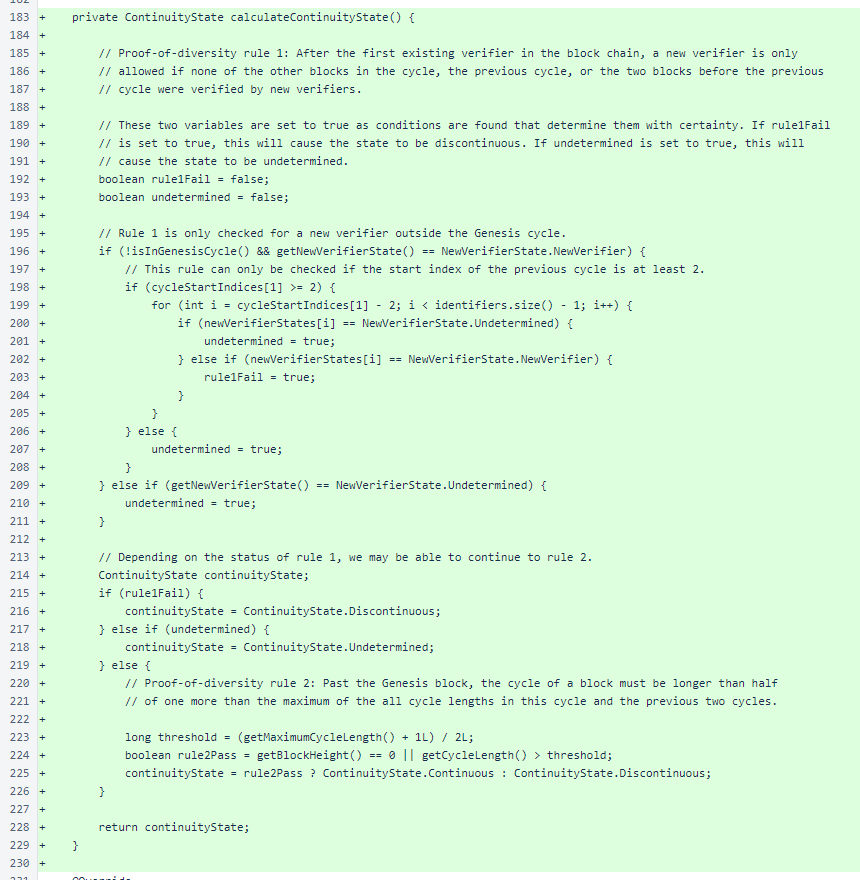 183 +    private ContinuityState calculateContinuityState() {
184 +
185 +        // Proof-of-diversity rule 1: After the first existing verifier in the block chain, a new verifier is only
186 +        // allowed if none of the other blocks in the cycle, the previous cycle, or the two blocks before the previous
187 +        // cycle were verified by new verifiers.
188 +
189 +        // These two variables are set to true as conditions are found that determine them with certainty. If rule1Fail
190 +        // is set to true, this will cause the state to be discontinuous. If undetermined is set to true, this will
191 +        // cause the state to be undetermined.
192 +        boolean rule1Fail = false;
193 +        boolean undetermined = false;
194 +
195 +        // Rule 1 is only checked for a new verifier outside the Genesis cycle.
196 +        if (!isInGenesisCycle() && getNewVerifierState() == NewVerifierState.NewVerifier) {
197 +            // This rule can only be checked if the start index of the previous cycle is at least 2.
198 +            if (cycleStartIndices[1] >= 2) {
199 +                for (int i = cycleStartIndices[1] - 2; i < identifiers.size() - 1; i++) {
200 +                    if (newVerifierStates[i] == NewVerifierState.Undetermined) {
201 +                        undetermined = true;
202 +                    } else if (newVerifierStates[i] == NewVerifierState.NewVerifier) {
203 +                        rule1Fail = true;
204 +                    }
205 +                }
206 +            } else {
207 +                undetermined = true;
208 +            }
209 +        } else if (getNewVerifierState() == NewVerifierState.Undetermined) {
210 +            undetermined = true;
211 +        }
212 +
213 +        // Depending on the status of rule 1, we may be able to continue to rule 2.
214 +        ContinuityState continuityState;
215 +        if (rule1Fail) {
216 +            continuityState = ContinuityState.Discontinuous;
217 +        } else if (undetermined) {
218 +            continuityState = ContinuityState.Undetermined;
219 +        } else {
220 +            // Proof-of-diversity rule 2: Past the Genesis block, the cycle of a block must be longer than half
221 +            // of one more than the maximum of the all cycle lengths in this cycle and the previous two cycles.
222 +
223 +            long threshold = (getMaximumCycleLength() + 1L) / 2L;
224 +            boolean rule2Pass = getBlockHeight() == 0 || getCycleLength() > threshold;
225 +            continuityState = rule2Pass ? ContinuityState.Continuous : ContinuityState.Discontinuous;
226 +        }
227 +
228 +        return continuityState;
229 +    }
230 +